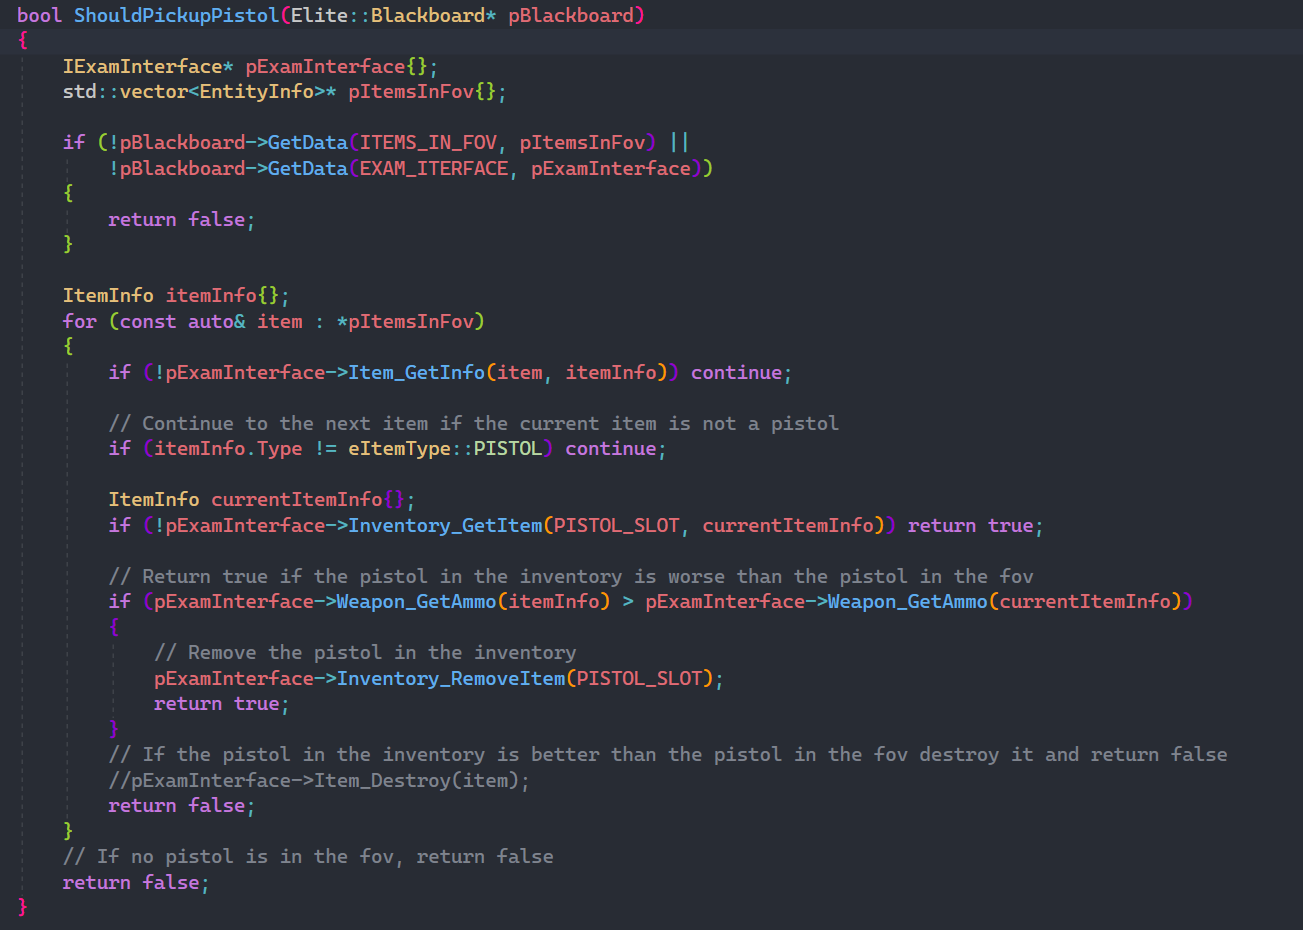 bool ShouldPickupPistol(Elite::Blackboard* pBlackboard)
{
    IExamInterface* pExamInterface{};
    std::vector<EntityInfo>* pItemsInFov{};

    if (!pBlackboard->GetData(ITEMS_IN_FOV, pItemsInFov) ||
        !pBlackboard->GetData(EXAM_ITERFACE, pExamInterface))
    {
        return false;
    }

    ItemInfo itemInfo{};
    for (const auto& item : *pItemsInFov)
    {
        if (!pExamInterface->Item_GetInfo(item, itemInfo)) continue;

        // Continue to the next item if the current item is not a pistol
        if (itemInfo.Type != eItemType::PISTOL) continue;

        ItemInfo currentItemInfo{};
        if (!pExamInterface->Inventory_GetItem(PISTOL_SLOT, currentItemInfo)) return true;

        // Return true if the pistol in the inventory is worse than the pistol in the fov
        if (pExamInterface->Weapon_GetAmmo(itemInfo) > pExamInterface->Weapon_GetAmmo(currentItemInfo))
        {
            // Remove the pistol in the inventory
            pExamInterface->Inventory_RemoveItem(PISTOL_SLOT);
            return true;
        }
        // If the pistol in the inventory is better than the pistol in the fov destroy it and return false
        //pExamInterface->Item_Destroy(item);
        return false;
    }
    // If no pistol is in the fov, return false
    return false;
}